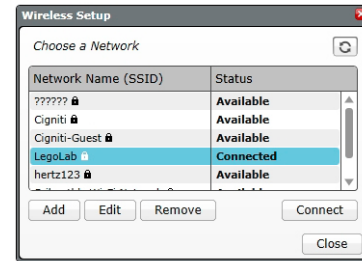 Wireless Setup
Choose a Network
Network Name (SSID) Status
?????? Available
Cigniti Available
Cigniti-Guest Available
LegoLab Connected
hertz123 Available
Add Edit Remove Connect
Close